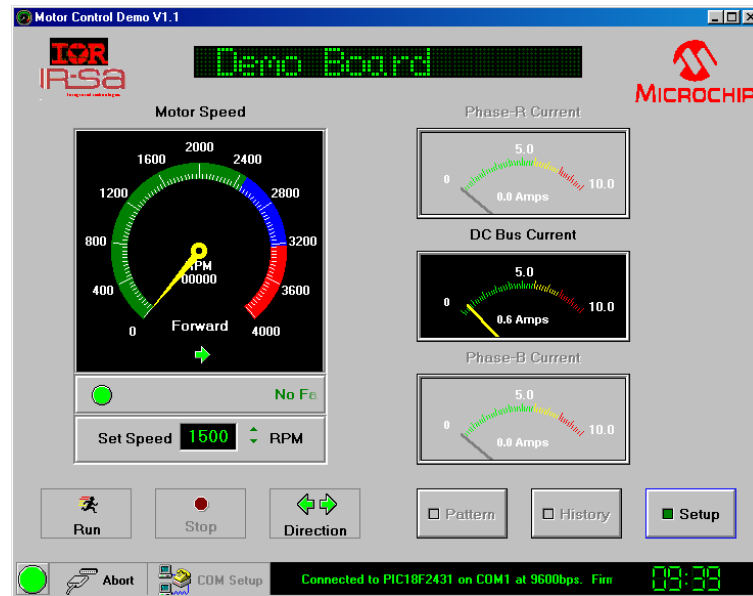 Motor Control Demo V1.1
IOR
IR-Sa
Demo Board
MICROCHIP
Motor Speed
0
400
800
1200
1600
2000
2400
2800
3200
3600
4000
RPM
00000
Forward
No Fa
Set Speed 1500 RPM
Phase-R Current
0
5.0
10.0
0.0 Amps
DC Bus Current
0
5.0
10.0
0.6 Amps
Phase-B Current
0
5.0
10.0
0.0 Amps
Run
Stop
Direction
Pattern
History
Setup
Abort
COM Setup
Connected to PIC18F2431 on COM1 at 9600bps. Firm
09:39